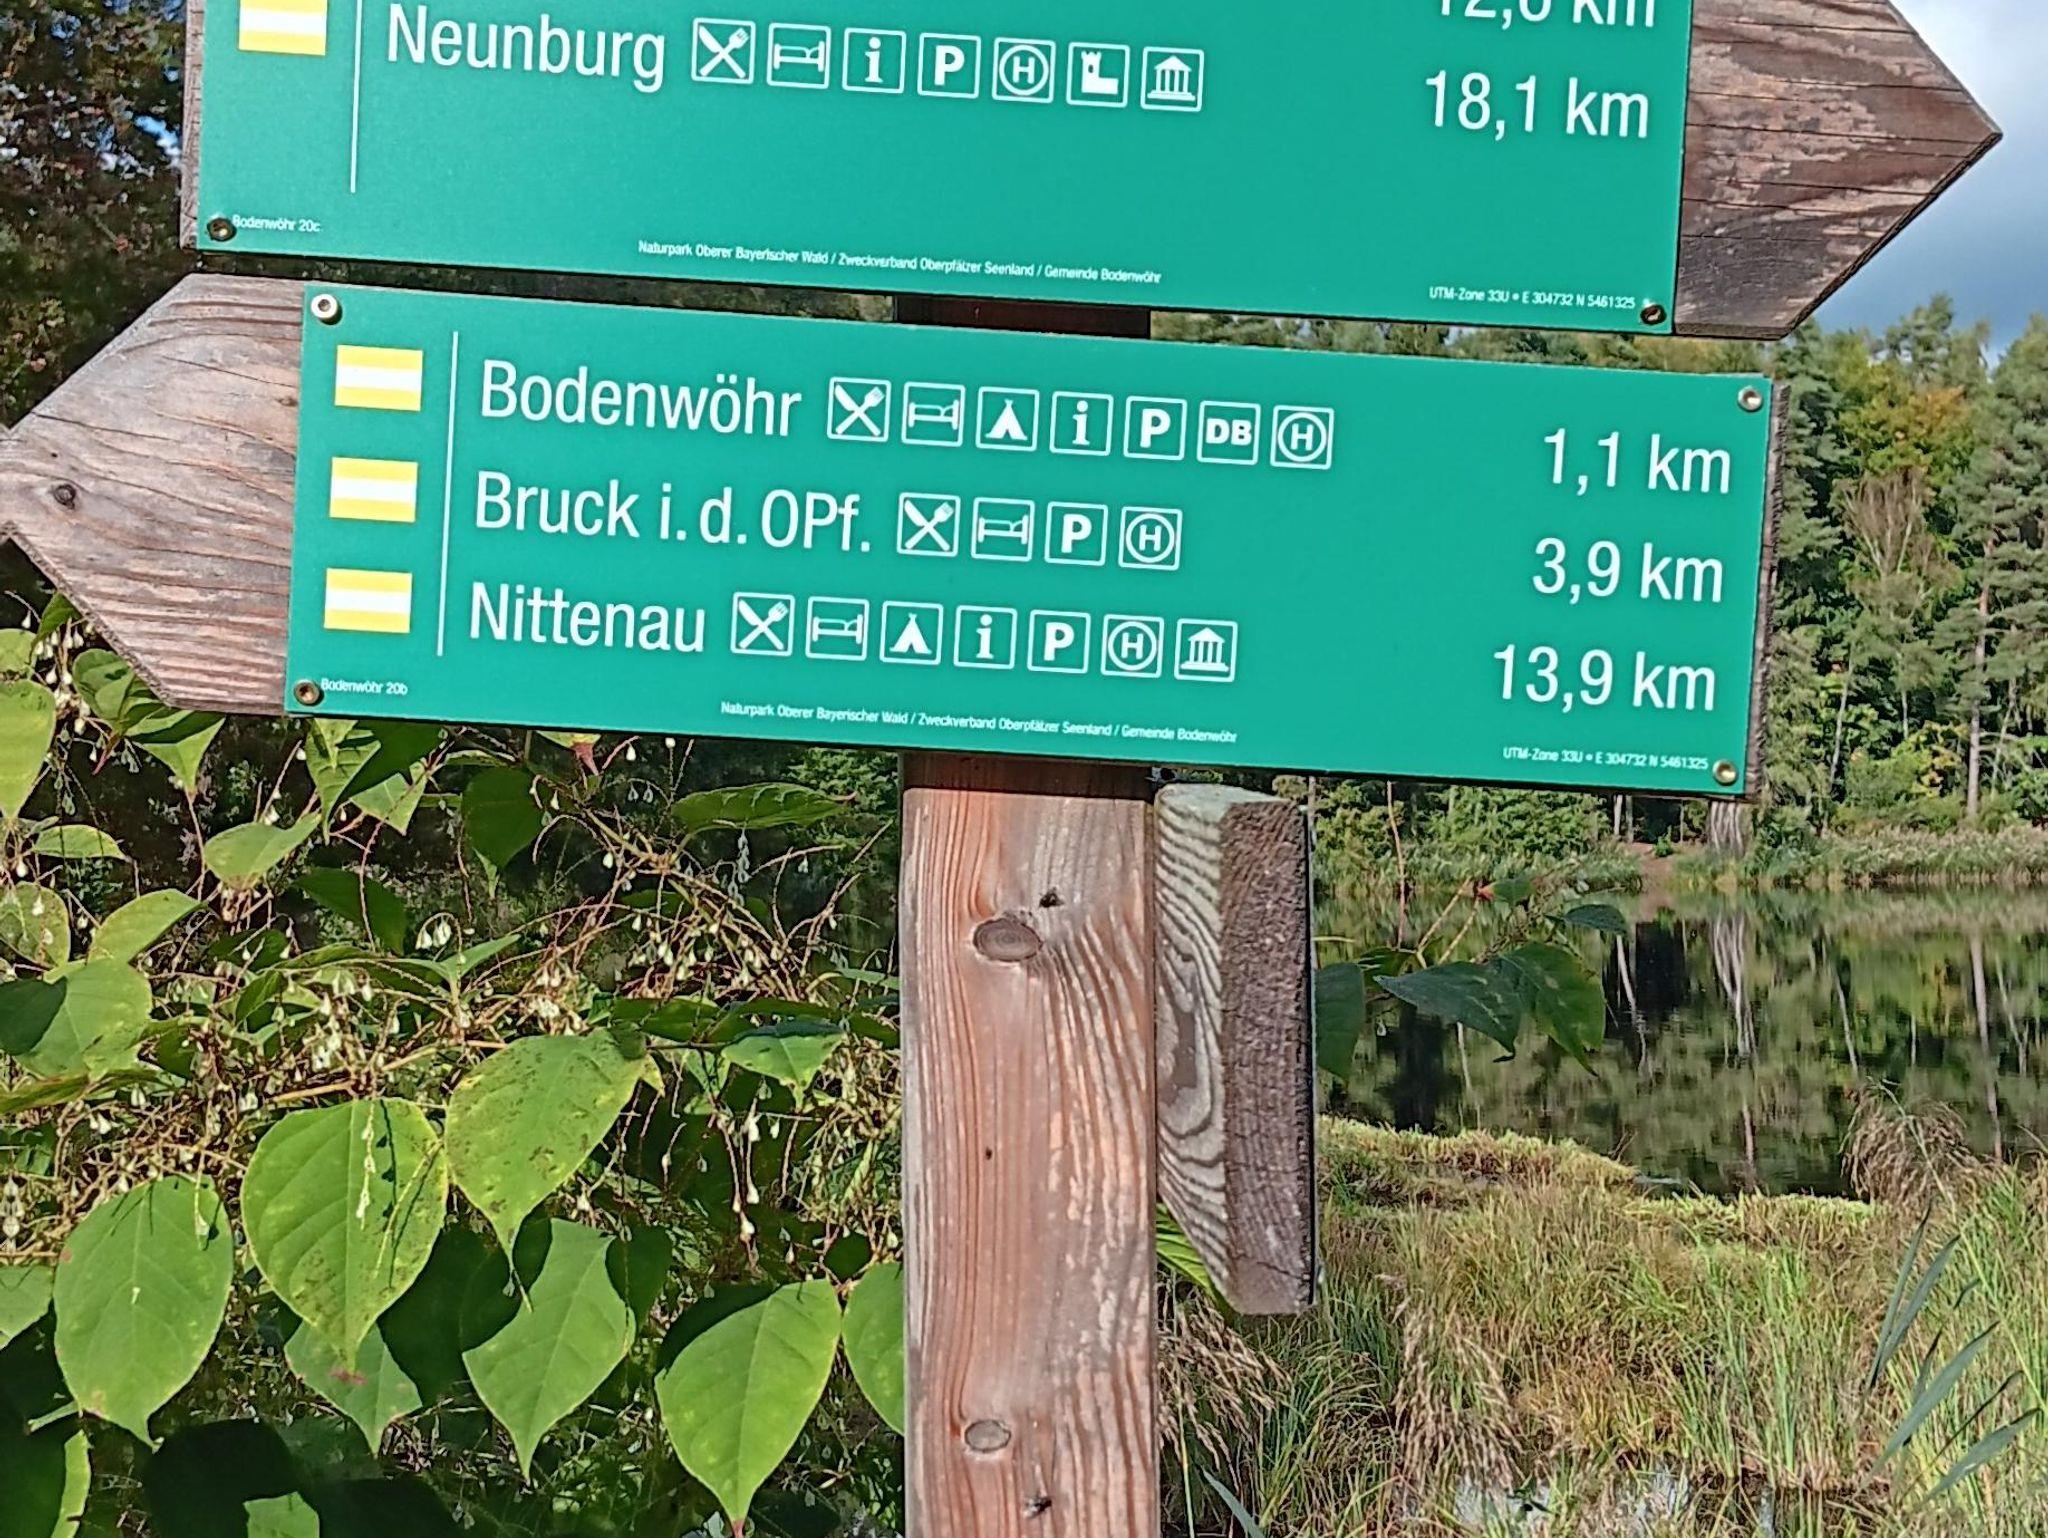 km
Neunburg i P H 18,1 km
Bodenwöhr 20c
Naturpark Oberer Bayerischer Wald / Zweckverband Oberpfälzer Seenland / Gemeinde Bodenwöhr
UTM-Zone 33U • E 304732 N 5461325
Bodenwöhr i P DB H 1,1 km
Bruck i. d. OPf. P H 3,9 km
Nittenau i P H 13,9 km
Bodenwöhr 20b
Naturpark Oberer Bayerischer Wald / Zweckverband Oberpfälzer Seenland / Gemeinde Bodenwöhr
UTM-Zone 33U • E 304732 N 5461325